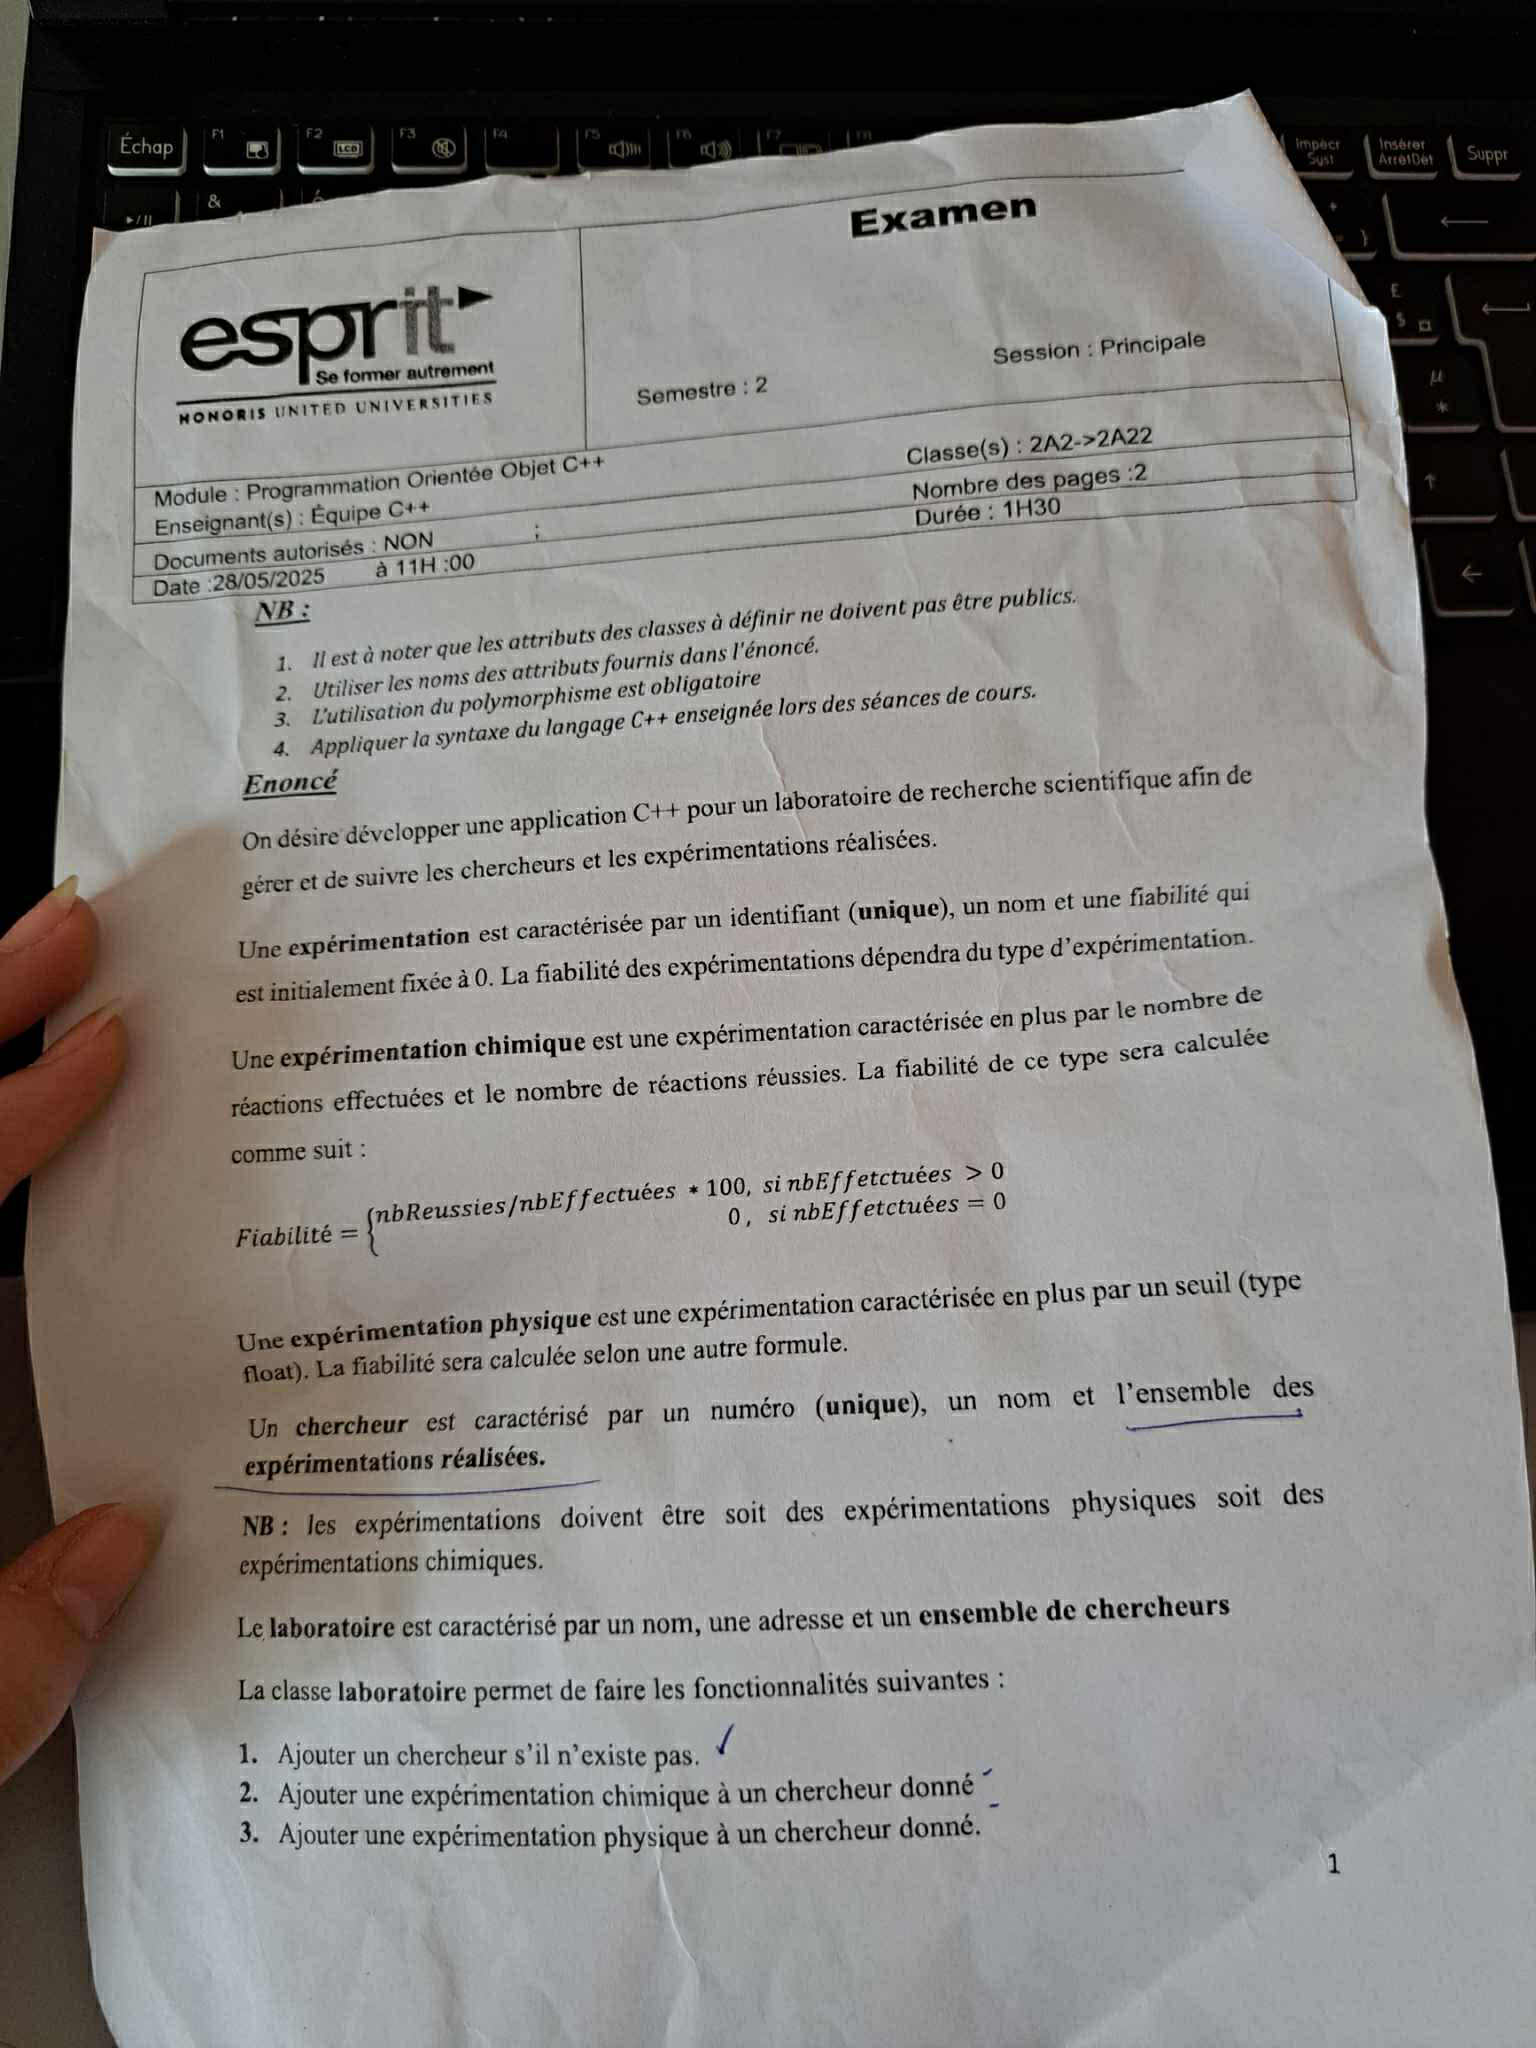 Échap F1 F2 LCD F3 F4 F5 F6 F7 F8 Impécr Syst Insérer ArrêtDét Suppr
&
Examen
esprit
Se former autrement
HONORIS UNITED UNIVERSITIES
Semestre : 2
Session : Principale
Module : Programmation Orientée Objet C++
Classe(s) : 2A2->2A22
Enseignant(s) : Équipe C++
Nombre des pages :2
Documents autorisés : NON
Durée : 1H30
Date :28/05/2025 à 11H :00
NB :
1. Il est à noter que les attributs des classes à définir ne doivent pas être publics.
2. Utiliser les noms des attributs fournis dans l'énoncé.
3. L'utilisation du polymorphisme est obligatoire
4. Appliquer la syntaxe du langage C++ enseignée lors des séances de cours.
Enoncé
On désire développer une application C++ pour un laboratoire de recherche scientifique afin de
gérer et de suivre les chercheurs et les expérimentations réalisées.
Une expérimentation est caractérisée par un identifiant (unique), un nom et une fiabilité qui
est initialement fixée à 0. La fiabilité des expérimentations dépendra du type d'expérimentation.
Une expérimentation chimique est une expérimentation caractérisée en plus par le nombre de
réactions effectuées et le nombre de réactions réussies. La fiabilité de ce type sera calculée
comme suit :
Fiabilité = { nbReussies/nbEffectuées * 100, si nbEffetctuées > 0
0 , si nbEffetctuées = 0
Une expérimentation physique est une expérimentation caractérisée en plus par un seuil (type
float). La fiabilité sera calculée selon une autre formule.
Un chercheur est caractérisé par un numéro (unique), un nom et l'ensemble des
expérimentations réalisées.
NB : les expérimentations doivent être soit des expérimentations physiques soit des
expérimentations chimiques.
Le laboratoire est caractérisé par un nom, une adresse et un ensemble de chercheurs
La classe laboratoire permet de faire les fonctionnalités suivantes :
1. Ajouter un chercheur s'il n'existe pas.
2. Ajouter une expérimentation chimique à un chercheur donné
3. Ajouter une expérimentation physique à un chercheur donné.
1